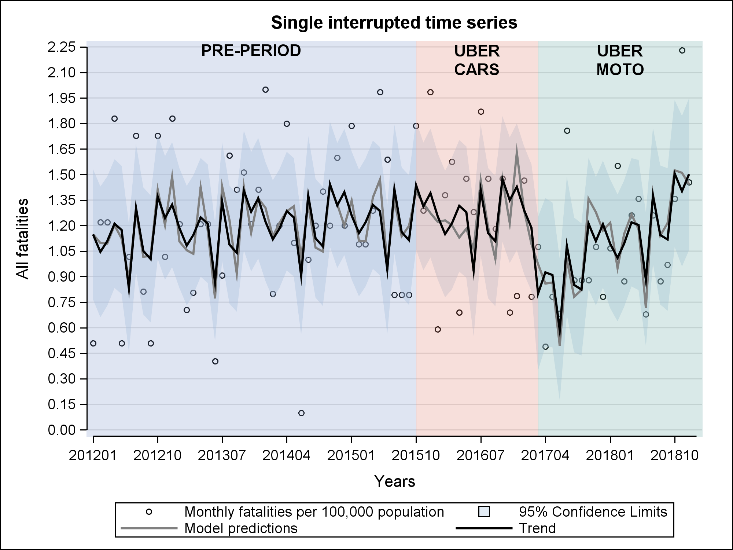 Single interrupted time series
PRE-PERIOD
UBER
CARS
UBER
MOTO
2.25
2.10
1.95
1.80
1.65
1.50
1.35
1.20
1.05
0.90
0.75
0.60
0.45
0.30
0.15
0.00
All fatalities
201201
201210
201307
201404
201501
201510
201607
201704
201801
201810
Years
Monthly fatalities per 100,000 population
95% Confidence Limits
Model predictions
Trend